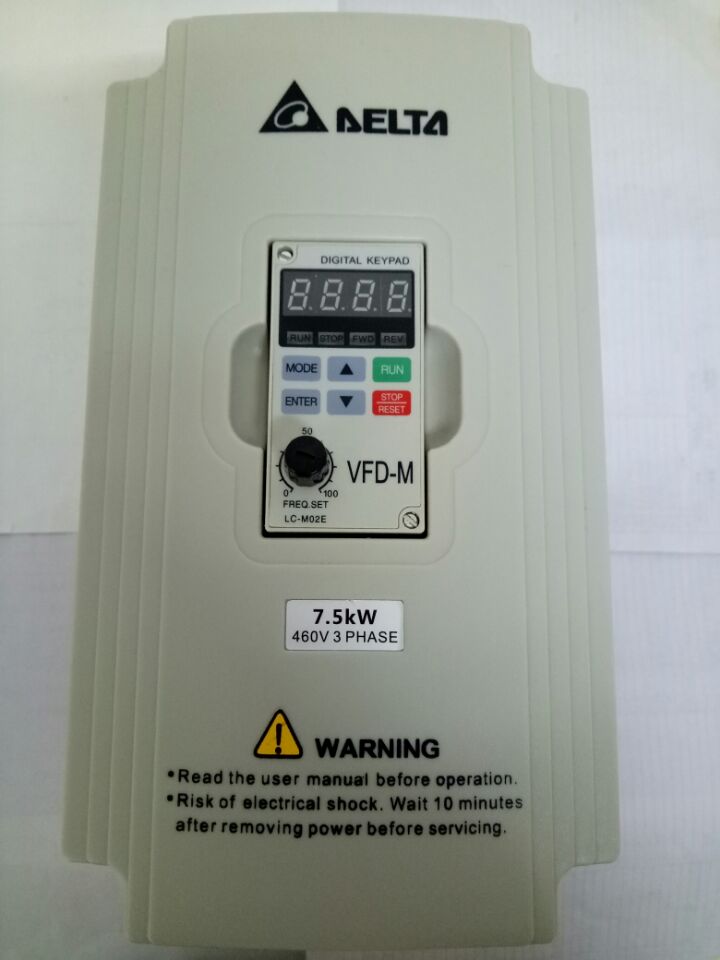 DELTA
DIGITAL KEYPAD
8.8.8.8.
RUN STOP FWD REV
MODE RUN
ENTER STOP RESET
50
0 100
VFD-M
FREQ.SET
LC-M02E
7.5kW
460V 3 PHASE
WARNING
•Read the user manual before operation.
•Risk of electrical shock. Wait 10 minutes
after removing power before servicing.